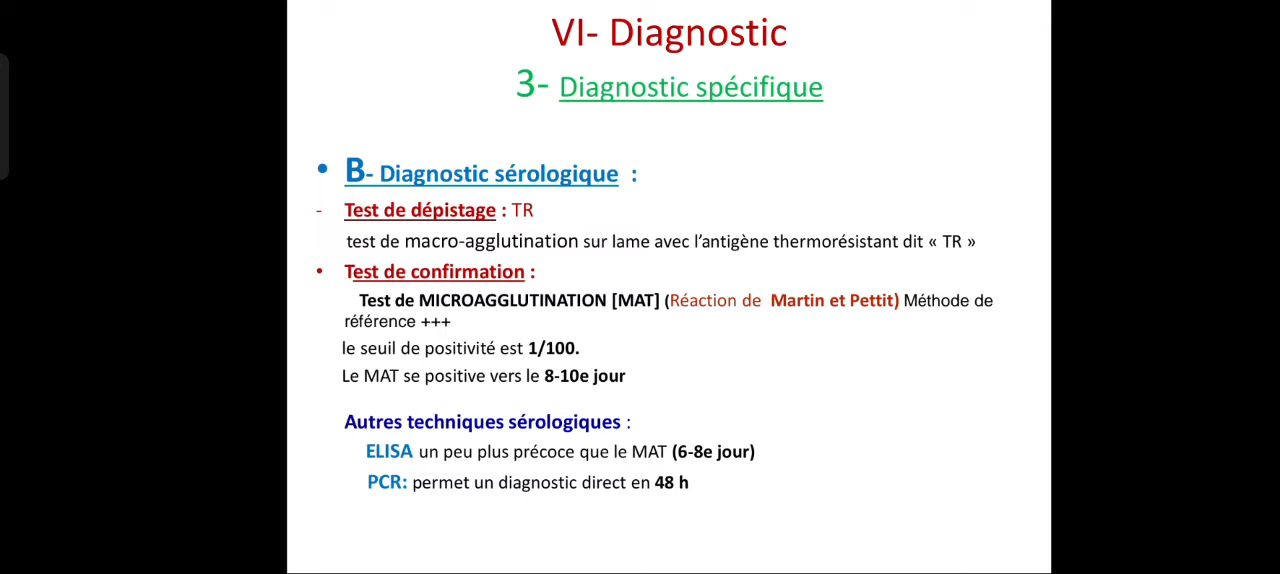 VI- Diagnostic
3- Diagnostic spécifique
• B- Diagnostic sérologique :
- Test de dépistage : TR
test de macro-agglutination sur lame avec l’antigène thermorésistant dit « TR »
• Test de confirmation :
Test de MICROAGGLUTINATION [MAT] (Réaction de Martin et Pettit) Méthode de
référence +++
le seuil de positivité est 1/100.
Le MAT se positive vers le 8-10e jour
Autres techniques sérologiques :
ELISA un peu plus précoce que le MAT (6-8e jour)
PCR: permet un diagnostic direct en 48 h